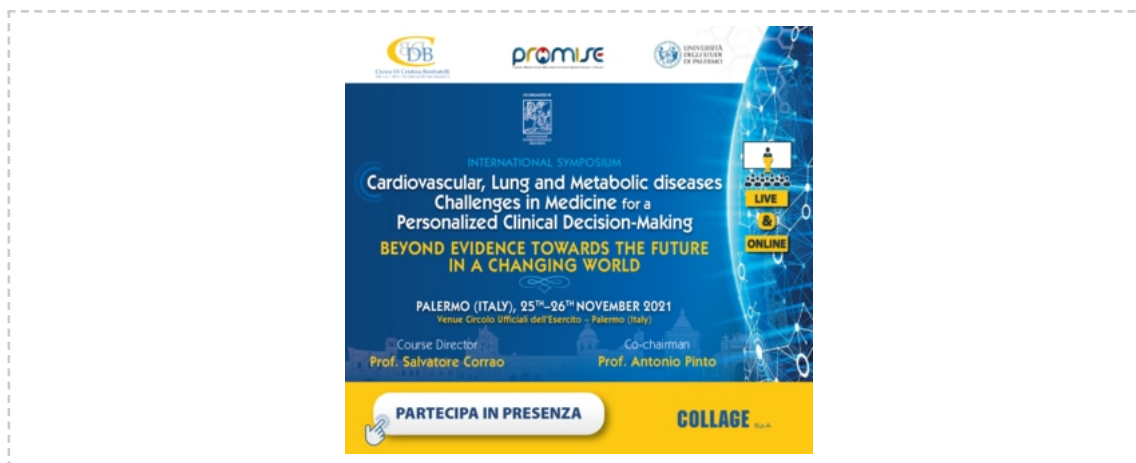 CDB
Civico Di Cristina Benfratelli
promise
UNIVERSITÀ
DEGLI STUDI
DI PALERMO
INTERNATIONAL SYMPOSIUM
Cardiovascular, Lung and Metabolic diseases
Challenges in Medicine for a
Personalized Clinical Decision-Making
BEYOND EVIDENCE TOWARDS THE FUTURE
IN A CHANGING WORLD
LIVE
&
ONLINE
PALERMO (ITALY), 25TH–26TH NOVEMBER 2021
Venue Circolo Ufficiali dell'Esercito – Palermo (Italy)
Course Director
Prof. Salvatore Corrao
Co-chairman
Prof. Antonio Pinto
PARTECIPA IN PRESENZA
COLLAGE S.p.A.